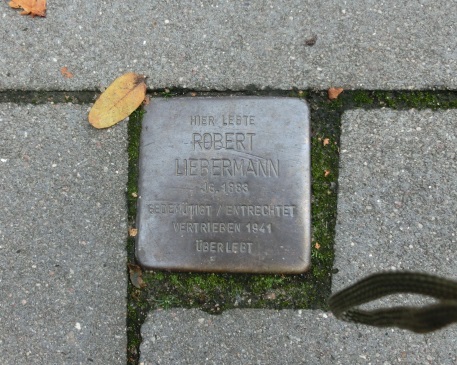 HIER LEBTE
ROBERT
LIEBERMANN
JG. 1883
GEDEMÜTIGT / ENTRECHTET
VERTRIEBEN 1941
ÜBERLEBT